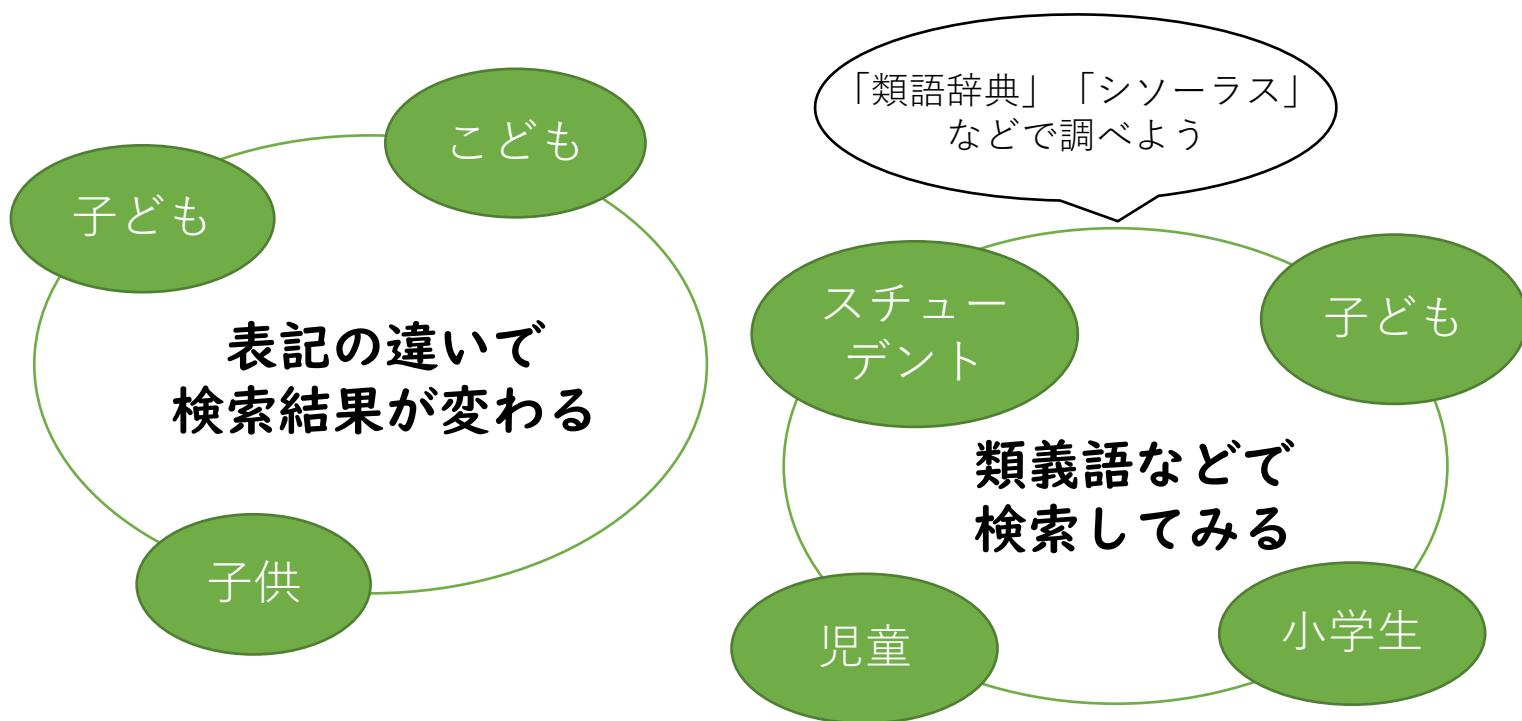 こども
子ども
表記の違いで
検索結果が変わる
子供
「類語辞典」「シソーラス」
などで調べよう
スチュー
デント
子ども
類義語などで
検索してみる
児童
小学生